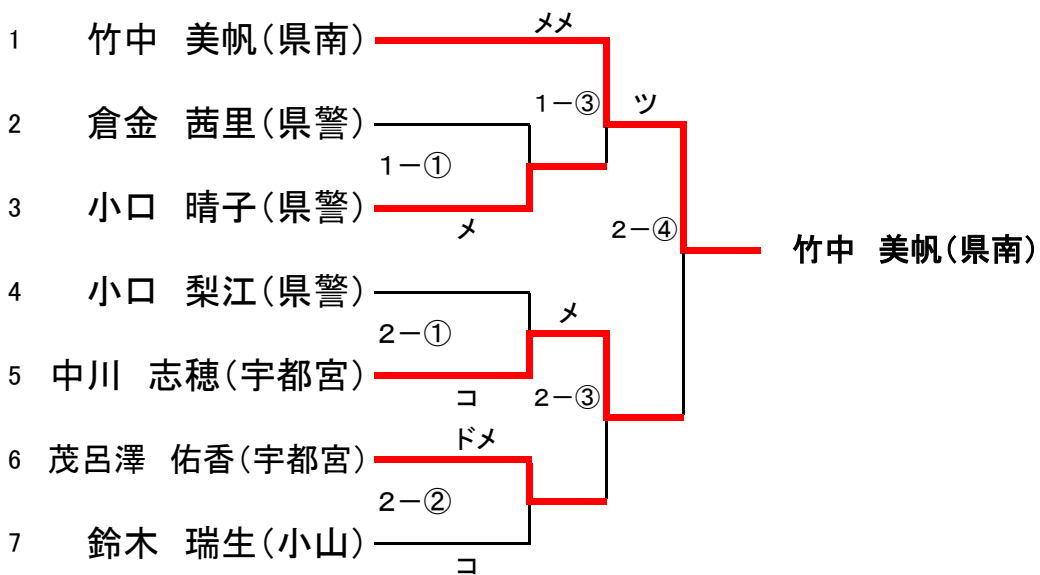 1 竹中 美帆(県南)
メメ
1-③
ツ
2 倉金 茜里(県警)
1-①
3 小口 晴子(県警)
メ
2-④
竹中 美帆(県南)
4 小口 梨江(県警)
2-①
メ
5 中川 志穂(宇都宮)
コ
2-③
ドメ
6 茂呂澤 佑香(宇都宮)
2-②
7 鈴木 瑞生(小山)
コ